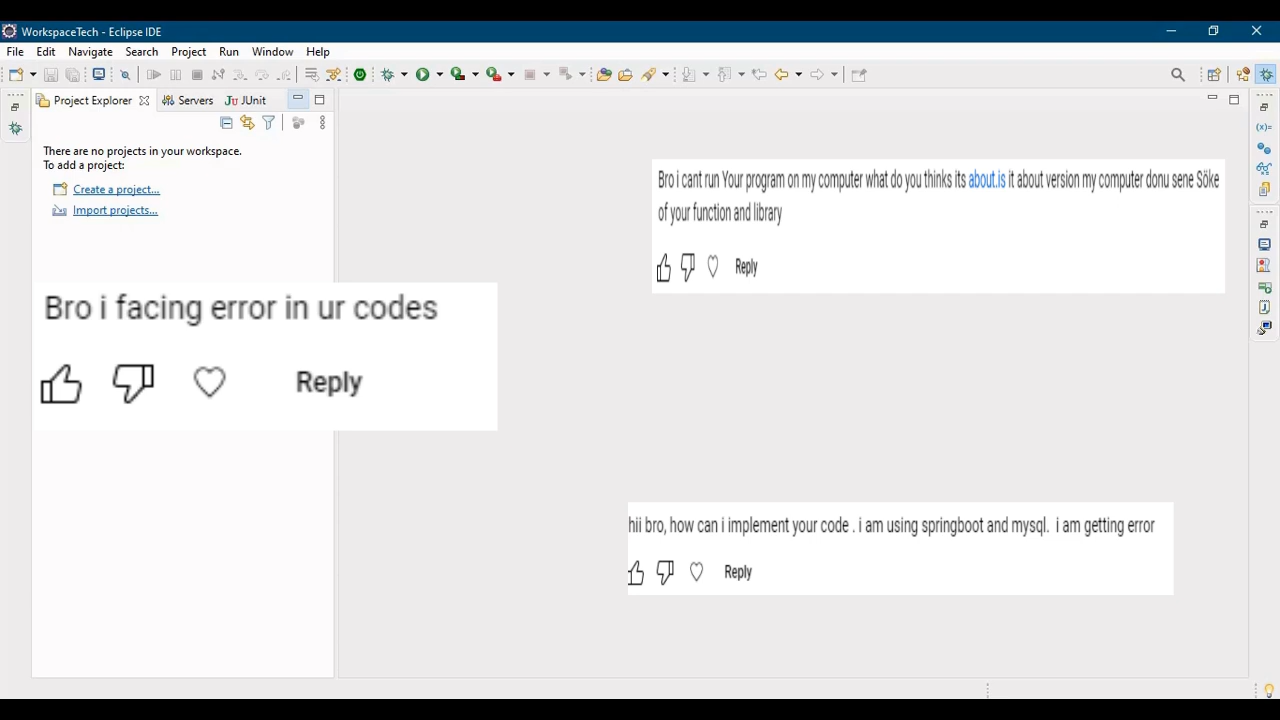 WorkspaceTech - Eclipse IDE
File Edit Navigate Search Project Run Window Help
Project Explorer Servers JUnit
There are no projects in your workspace.
To add a project:
Create a project...
Import projects...
Bro i cant run Your program on my computer what do you thinks its about.is it about version my computer donu sene Söke
of your function and library
Reply
Bro i facing error in ur codes
Reply
hii bro, how can i implement your code . i am using springboot and mysql. i am getting error
Reply